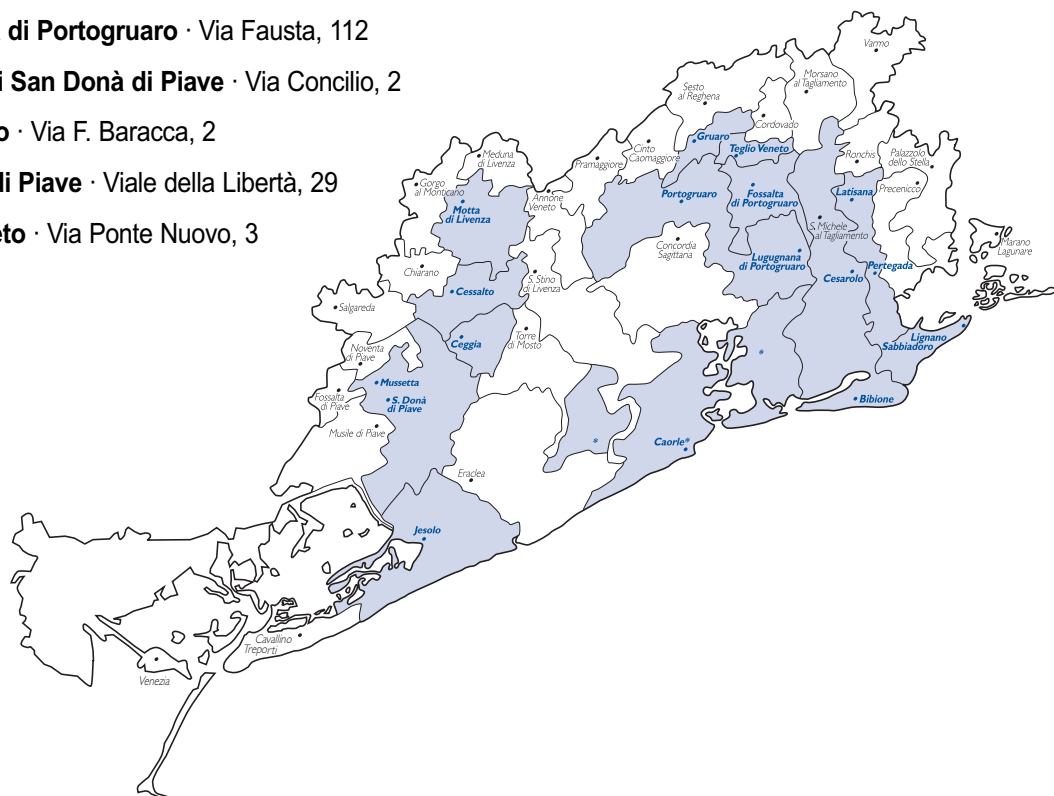 di Portogruaro · Via Fausta, 112
San Donà di Piave · Via Concilio, 2
· Via F. Baracca, 2
di Piave · Viale della Libertà, 29
· Via Ponte Nuovo, 3
Varmo
Morsano
al Tagliamento
Sesto
al Reghena
Cordovado
Gruaro
Teglio Veneto
Cinto
Caomaggiore
Pramaggiore
Meduna
di Livenza
Gorgo
al Monticano
Motta
di Livenza
Annone
Veneto
Portogruaro
Fossalta
di Portogruaro
Ronchis
Palazzolo
dello Stella
Latisana
Precenicco
S. Michele
al Tagliamento
Marano
Lagunare
Concordia
Sagittaria
Lugugnana
di Portogruaro
Cesarolo
Pertegada
Chiarano
Cessalto
S. Stino
di Livenza
Salgareda
Ceggia
Torre
di Mosto
Noventa
di Piave
Lignano
Sabbiadoro
*
Mussetta
S. Donà
di Piave
Fossalta
di Piave
Bibione
Musile di Piave
*
Caorle*
Eraclea
Jesolo
Cavallino
Treporti
Venezia